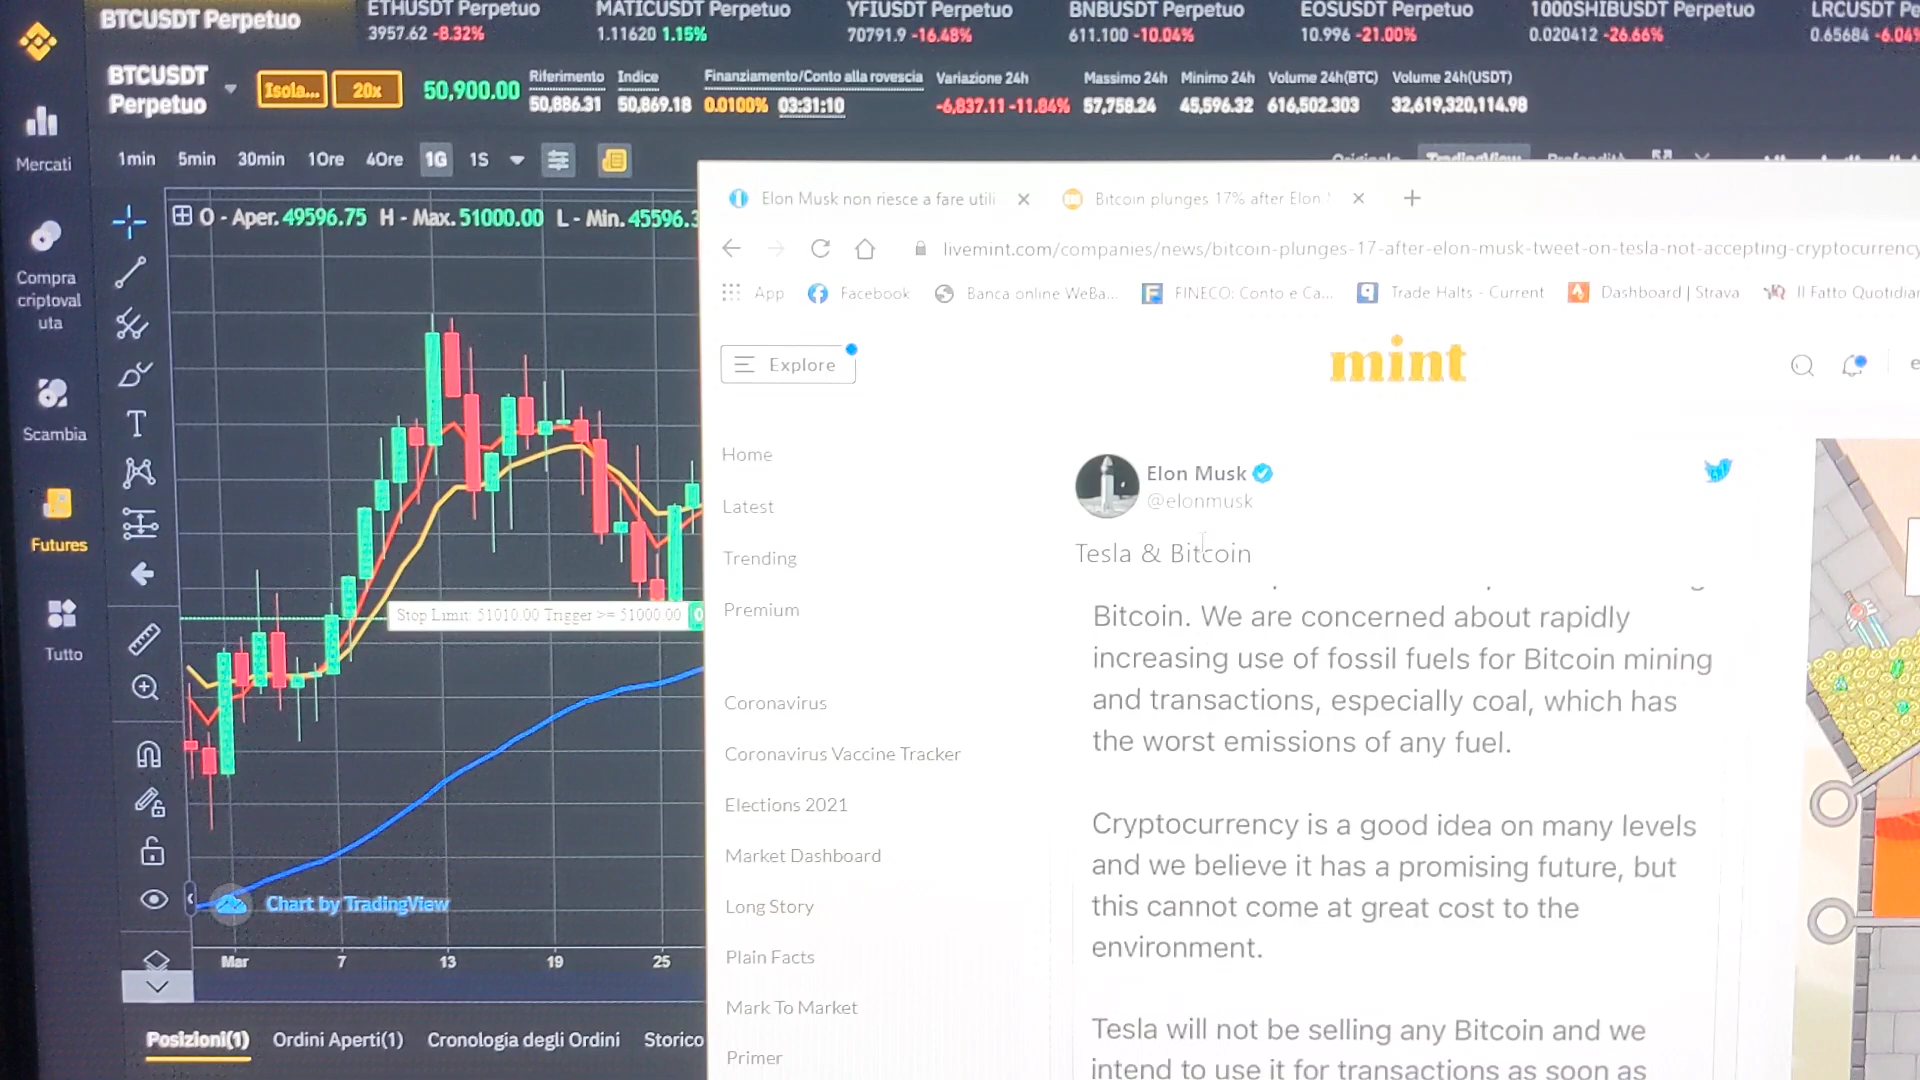 BTCUSDT Perpetuo
ETHUSDT Perpetuo
3957.62 -8.32%
MATICUSDT Perpetuo
1.11620 1.15%
YFIUSDT Perpetuo
70791.9 -16.48%
BNBUSDT Perpetuo
611.100 -10.04%
EOSUSDT Perpetuo
10.996 -21.00%
1000SHIBUSDT Perpetuo
0.020412 -26.66%
LRCUSDT Pe
0.65684 -6.04%
BTCUSDT
Perpetuo
Isola...
20x
50,900.00
Riferimento
50,886.31
Indice
50,869.18
Finanziamento/Conto alla rovescia
0.0100% 03:31:10
Variazione 24h
-6,837.11 -11.84%
Massimo 24h
57,758.24
Minimo 24h
45,596.32
Volume 24h(BTC)
616,502.303
Volume 24h(USDT)
32,619,320,114.98
1min 5min 30min 1Ore 4Ore 1G 1S
Originale TradingView Profondità
O - Aper. 49596.75 H - Max. 51000.00 L - Min. 45596.3
Mercati
Compra
criptoval
uta
Scambia
Futures
Tutto
Stop Limit: 51010.00 Trigger >= 51000.00 0
Chart by TradingView
Mar 7 13 19 25
Posizioni(1) Ordini Aperti(1) Cronologia degli Ordini Storico
Elon Musk non riesce a fare utili
Bitcoin plunges 17% after Elon
livemint.com/companies/news/bitcoin-plunges-17-after-elon-musk-tweet-on-tesla-not-accepting-cryptocurrency
App Facebook Banca online WeBa... FINECO: Conto e Ca... Trade Halts - Current Dashboard | Strava Il Fatto Quotidian
Explore
mint
e
Home
Latest
Trending
Premium
Coronavirus
Coronavirus Vaccine Tracker
Elections 2021
Market Dashboard
Long Story
Plain Facts
Mark To Market
Primer
Elon Musk
@elonmusk
Tesla & Bitcoin
Bitcoin. We are concerned about rapidly
increasing use of fossil fuels for Bitcoin mining
and transactions, especially coal, which has
the worst emissions of any fuel.
Cryptocurrency is a good idea on many levels
and we believe it has a promising future, but
this cannot come at great cost to the
environment.
Tesla will not be selling any Bitcoin and we
intend to use it for transactions as soon as